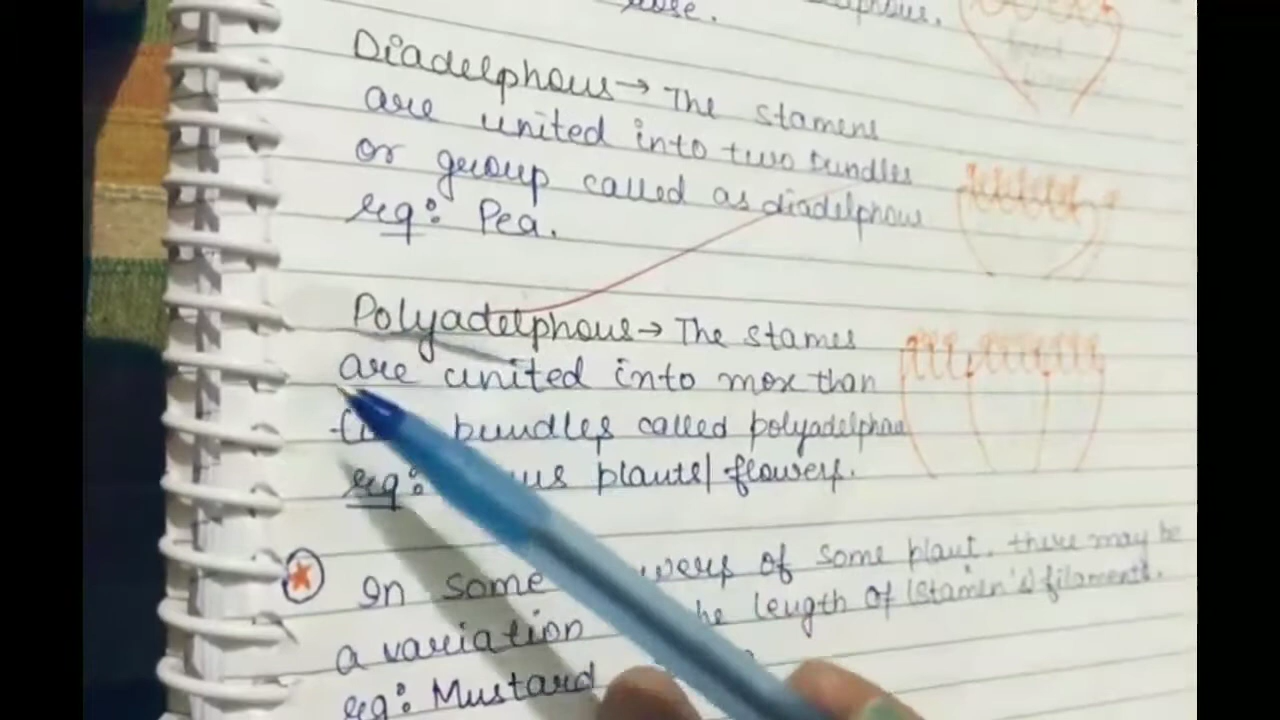 Diadelphous → The stamens
are united into two bundles
or group called as diadelphous
eg: Pea.
Polyadelphous → The stames
are united into more than
bundles called polyadelphous
eg: plants/ flowers.
In some of some plant. there may be
a variation length of (stamen's) filaments.
eg: Mustard